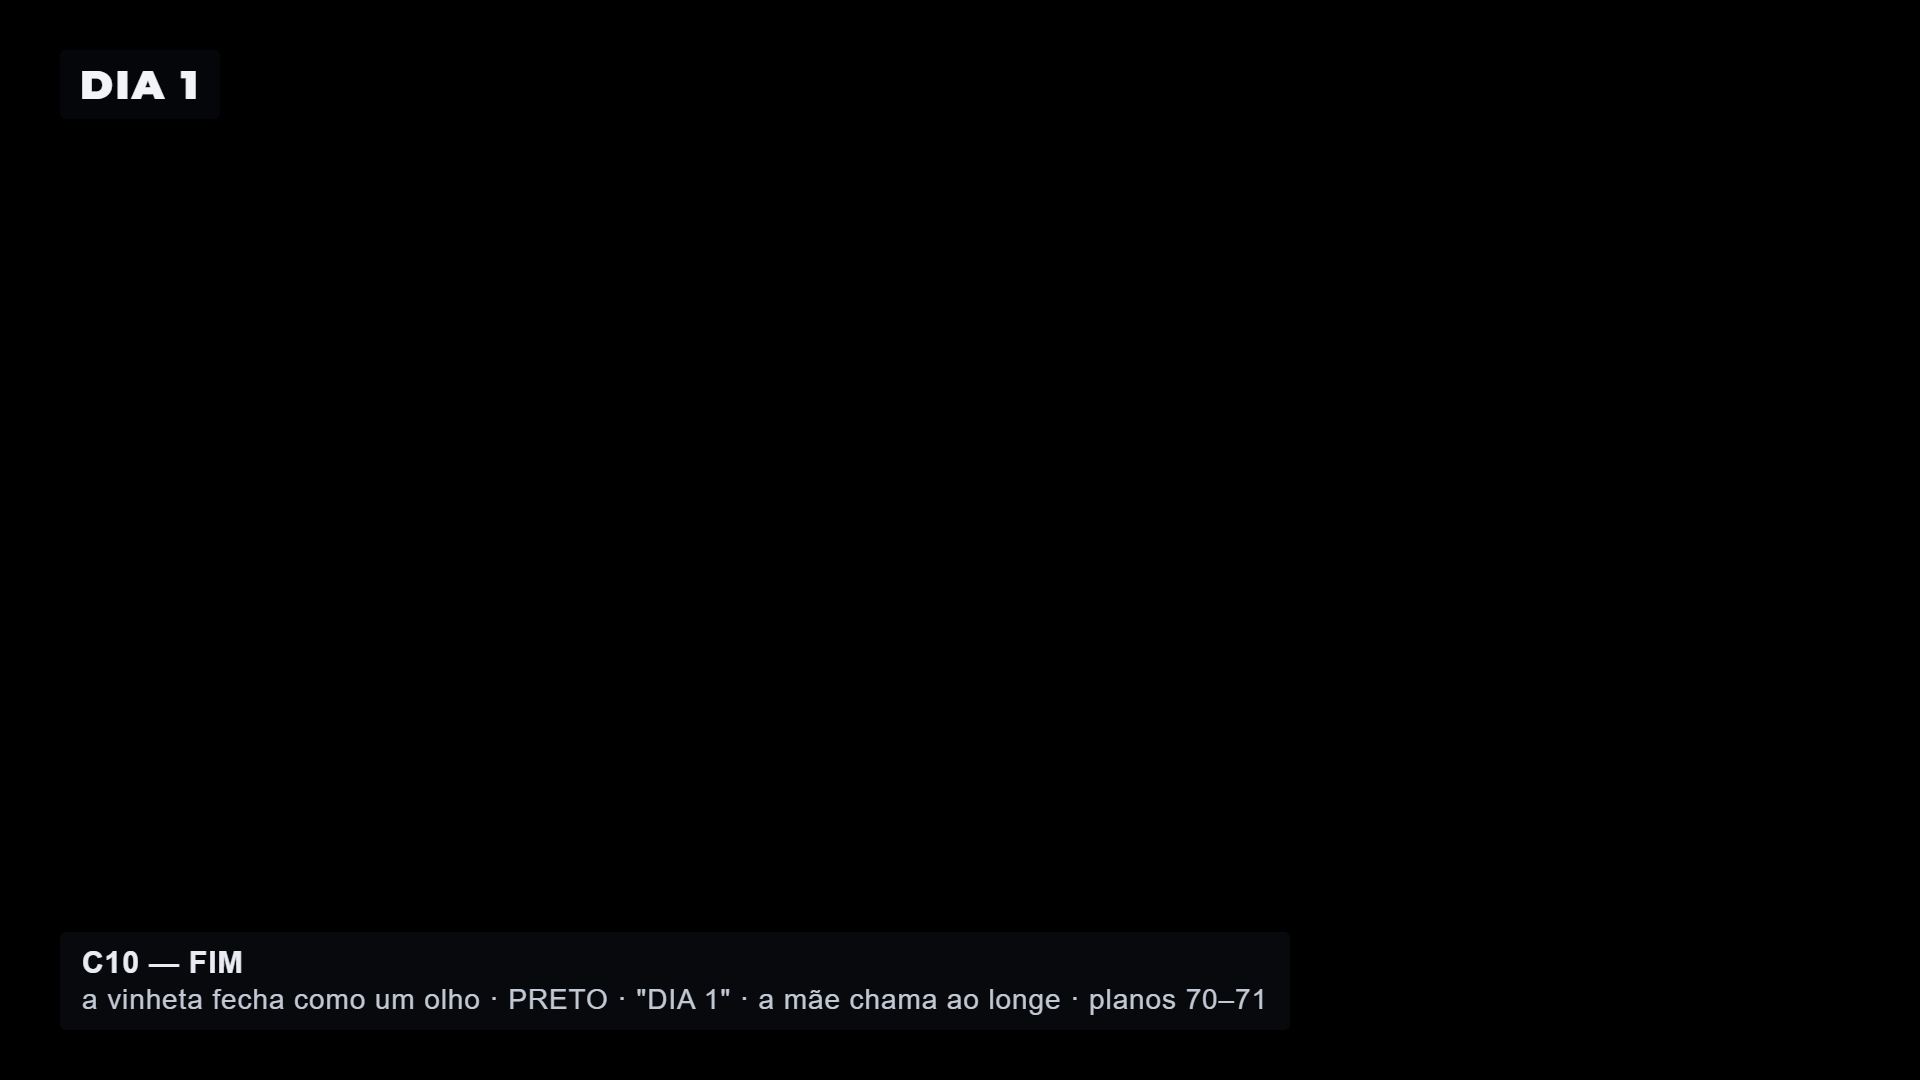 DIA 1
C10 — FIM
a vinheta fecha como um olho · PRETO · "DIA 1" · a mãe chama ao longe · planos 70–71